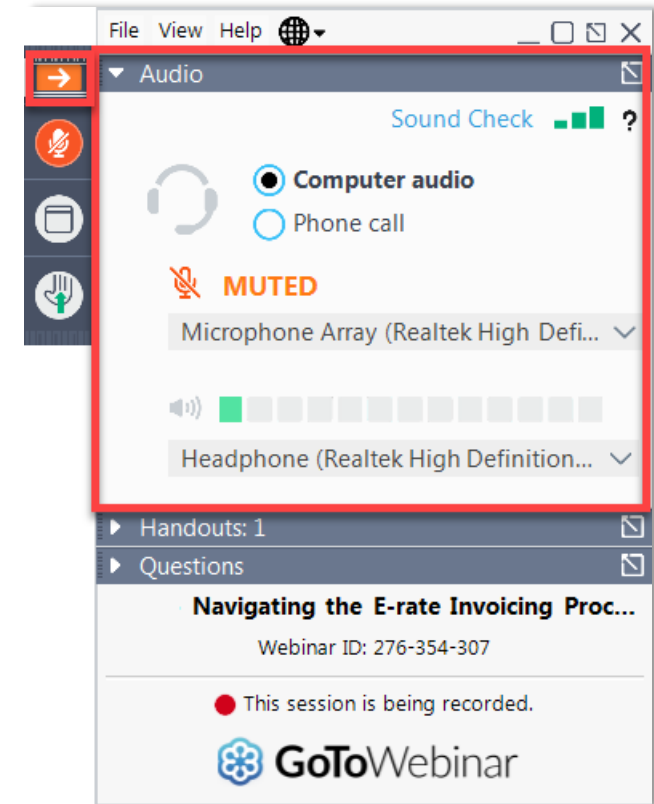 File View Help
Audio
Sound Check ?
Computer audio
Phone call
MUTED
Microphone Array (Realtek High Defi...
Headphone (Realtek High Definition...
Handouts: 1
Questions
Navigating the E-rate Invoicing Proc...
Webinar ID: 276-354-307
This session is being recorded.
GoToWebinar